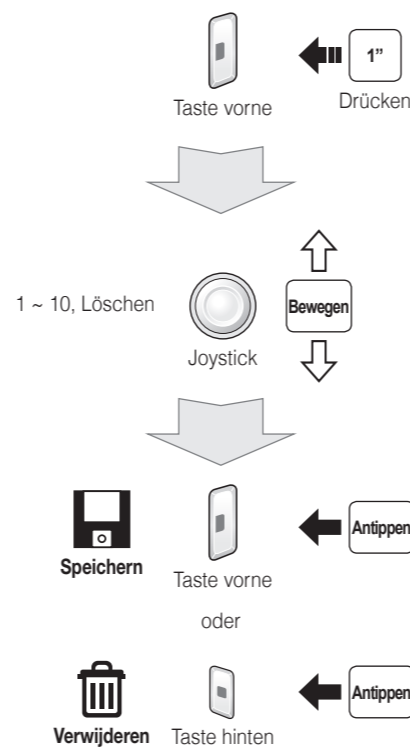 1”
Taste vorne
Drücken
1 ~ 10, Löschen
Bewegen
Joystick
Antippen
Speichern
Taste vorne
oder
Antippen
Verwijderen
Taste hinten